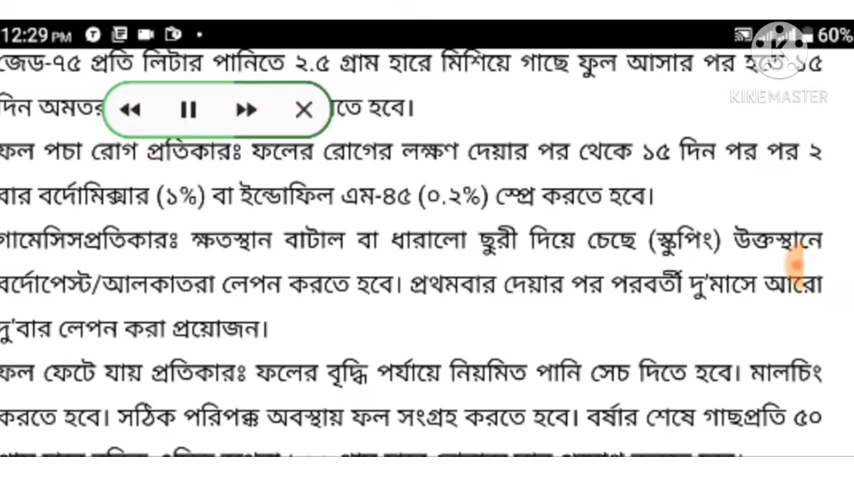 12:29 PM
60%
KINEMASTER
জেড-৭৫ প্রতি লিটার পানিতে ২.৫ গ্রাম হারে মিশিয়ে গাছে ফুল আসার পর হতে ১৫
দিন অমতর তে হবে।
ফল পচা রোগ প্রতিকারঃ ফলের রোগের লক্ষণ দেয়ার পর থেকে ১৫ দিন পর পর ২
বার বর্দোমিক্সার (১%) বা ইন্ডোফিল এম-৪৫ (০.২%) স্প্রে করতে হবে।
গামেসিসপ্রতিকারঃ ক্ষতস্থান বাটাল বা ধারালো ছুরী দিয়ে চেছে (স্কুপিং) উক্তস্থানে
বর্দোপেস্ট/আলকাতরা লেপন করতে হবে। প্রথমবার দেয়ার পর পরবর্তী দু'মাসে আরো
দু'বার লেপন করা প্রয়োজন।
ফল ফেটে যায় প্রতিকারঃ ফলের বৃদ্ধি পর্যায়ে নিয়মিত পানি সেচ দিতে হবে। মালচিং
করতে হবে। সঠিক পরিপক্ক অবস্থায় ফল সংগ্রহ করতে হবে। বর্ষার শেষে গাছপ্রতি ৫০